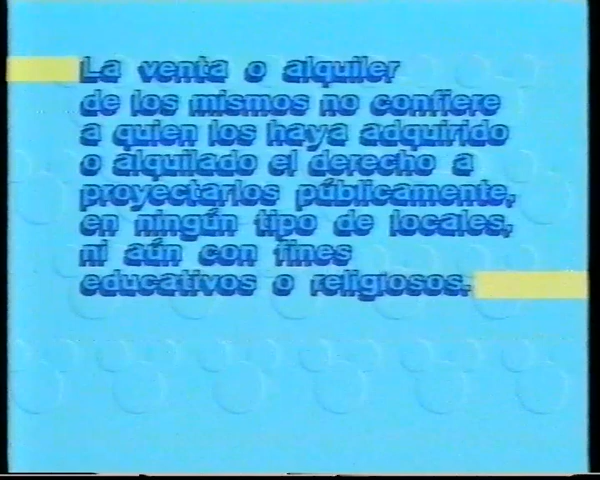 La venta o alquiler
de los mismos no confiere
a quien los haya adquirido
o alquilado el derecho a
proyectarlos públicamente,
en ningún tipo de locales,
ni aún con fines
educativos o religiosos.